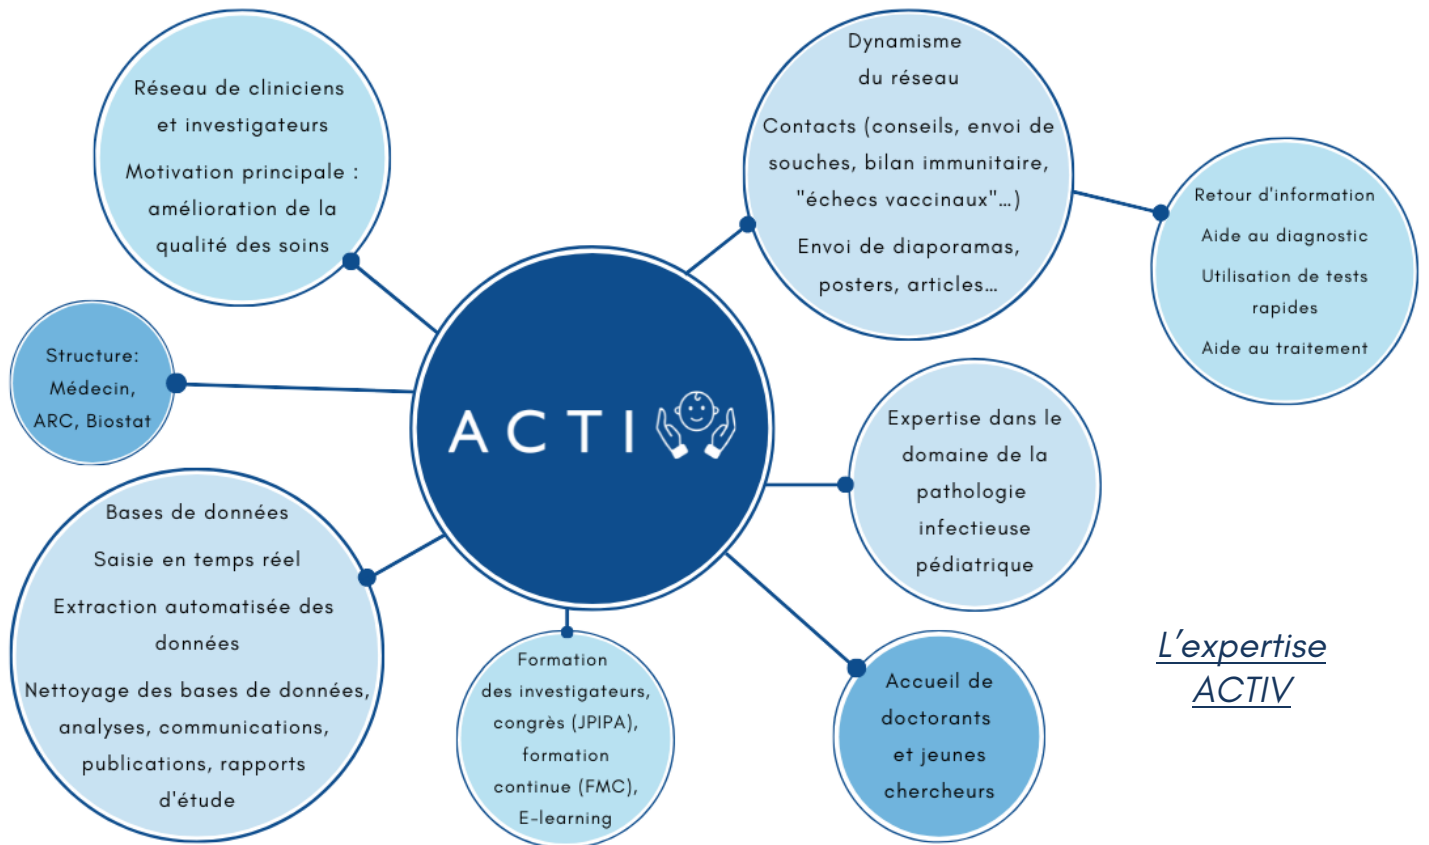 Réseau de cliniciens
et investigateurs
Motivation principale :
amélioration de la
qualité des soins
Dynamisme
du réseau
Contacts (conseils, envoi de
souches, bilan immunitaire,
"échecs vaccinaux"…)
Envoi de diaporamas,
posters, articles…
Retour d'information
Aide au diagnostic
Utilisation de tests
rapides
Aide au traitement
Structure:
Médecin,
ARC, Biostat
ACTI
Expertise dans le
domaine de la
pathologie
infectieuse
pédiatrique
Bases de données
Saisie en temps réel
Extraction automatisée des
données
Nettoyage des bases de données,
analyses, communications,
publications, rapports
d'étude
Formation
des investigateurs,
congrès (JPIPA),
formation
continue (FMC),
E-learning
Accueil de
doctorants
et jeunes
chercheurs
L'expertise
ACTIV